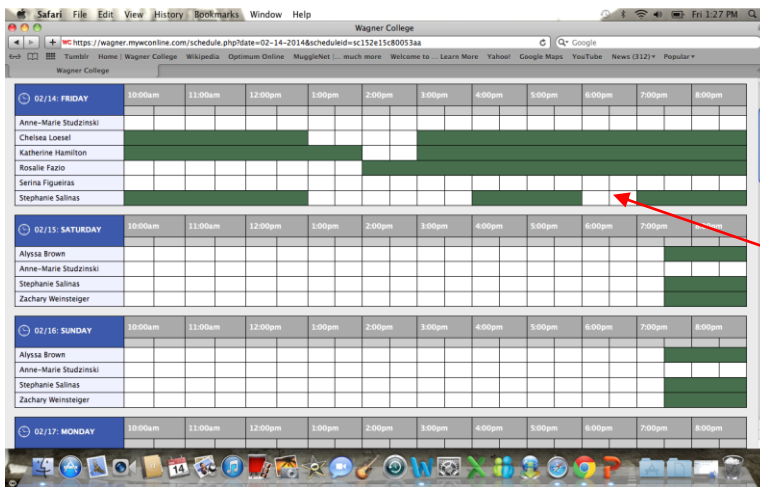 Safari File Edit View History Bookmarks Window Help Fri 1:27 PM
Wagner College
https://wagner.mywconline.com/schedule.php?date=02-14-2014&scheduleid=sc152e15c80053aa Google
Tumblr Home | Wagner College Wikipedia Optimum Online MuggleNet |... much more Welcome to ... Learn More Yahoo! Google Maps YouTube News (312) Popular
Wagner College
02/14: FRIDAY 10:00am 11:00am 12:00pm 1:00pm 2:00pm 3:00pm 4:00pm 5:00pm 6:00pm 7:00pm 8:00pm
Anne-Marie Studzinski
Chelsea Loesel
Katherine Hamilton
Rosalie Fazio
Serina Figueiras
Stephanie Salinas
02/15: SATURDAY 10:00am 11:00am 12:00pm 1:00pm 2:00pm 3:00pm 4:00pm 5:00pm 6:00pm 7:00pm 8:00pm
Alyssa Brown
Anne-Marie Studzinski
Stephanie Salinas
Zachary Weinsteiger
02/16: SUNDAY 10:00am 11:00am 12:00pm 1:00pm 2:00pm 3:00pm 4:00pm 5:00pm 6:00pm 7:00pm 8:00pm
Alyssa Brown
Anne-Marie Studzinski
Stephanie Salinas
Zachary Weinsteiger
02/17: MONDAY 10:00am 11:00am 12:00pm 1:00pm 2:00pm 3:00pm 4:00pm 5:00pm 6:00pm 7:00pm 8:00pm
14